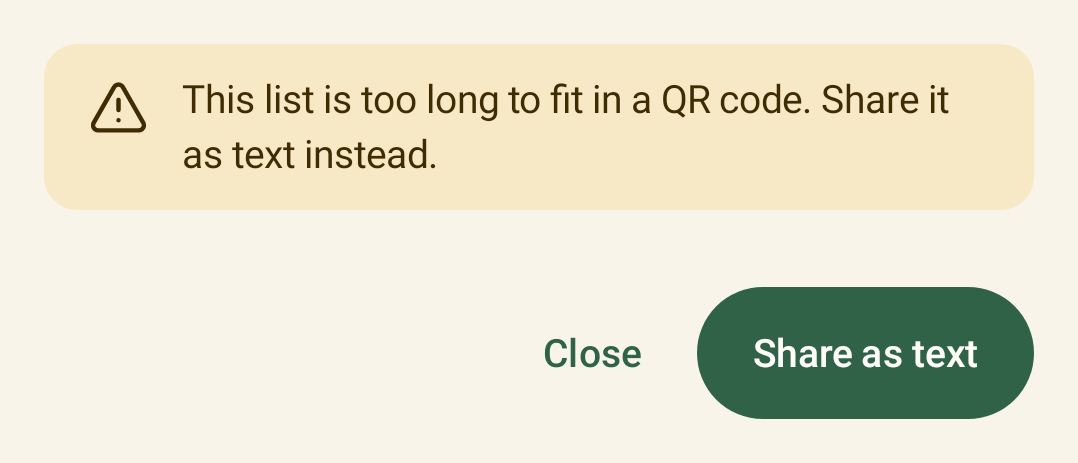 This list is too long to fit in a QR code. Share it
as text instead.
Close
Share as text